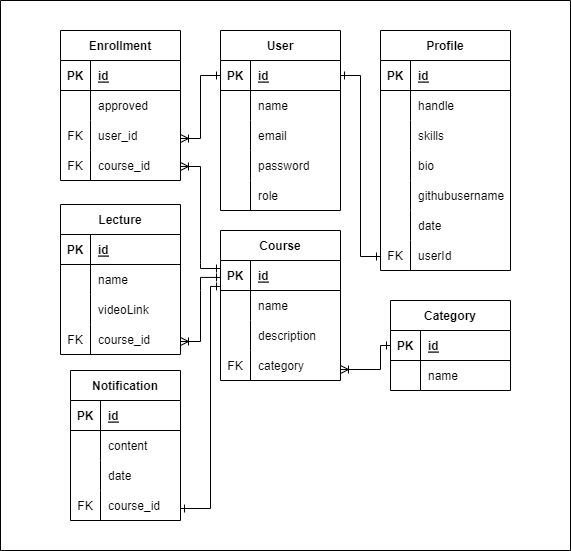 Enrollment
PK id
approved
FK user_id
FK course_id
User
PK id
name
email
password
role
Profile
PK id
handle
skills
bio
githubusername
date
FK userId
Lecture
PK id
name
videoLink
FK course_id
Course
PK id
name
description
FK category
Category
PK id
name
Notification
PK id
content
date
FK course_id